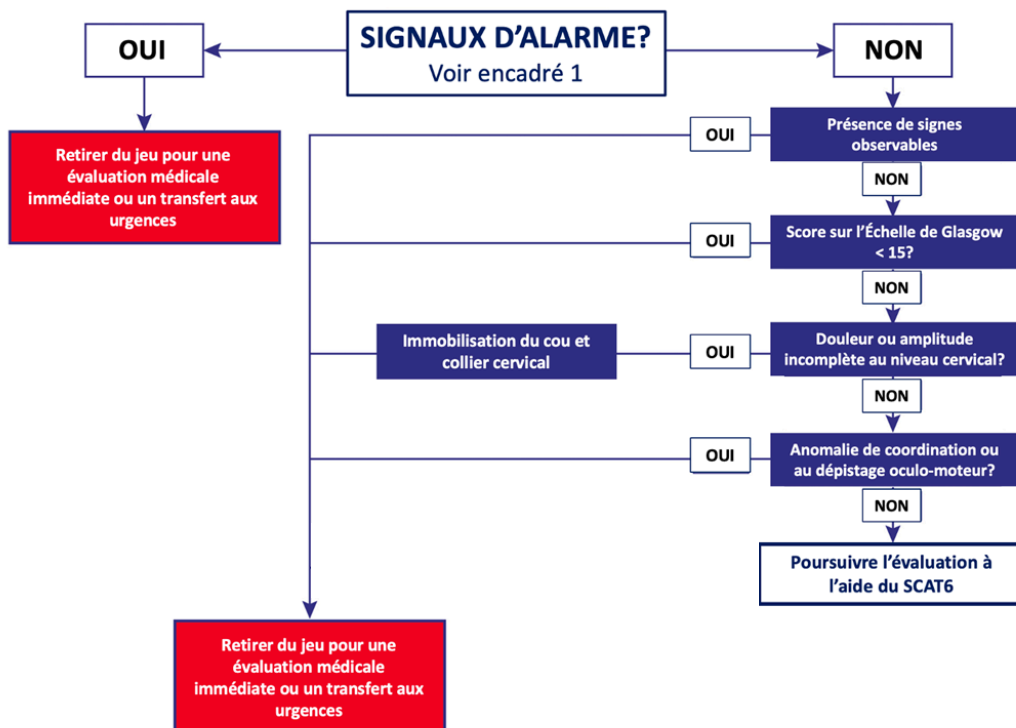 SIGNAUX D'ALARME?
Voir encadré 1
OUI
NON
Retirer du jeu pour une
évaluation médicale
immédiate ou un transfert aux
urgences
OUI
Présence de signes
observables
NON
OUI
Score sur l'Échelle de Glasgow
< 15?
NON
Immobilisation du cou et
collier cervical
OUI
Douleur ou amplitude
incomplète au niveau cervical?
NON
OUI
Anomalie de coordination ou
au dépistage oculo-moteur?
NON
Poursuivre l'évaluation à
l'aide du SCAT6
Retirer du jeu pour une
évaluation médicale
immédiate ou un transfert aux
urgences